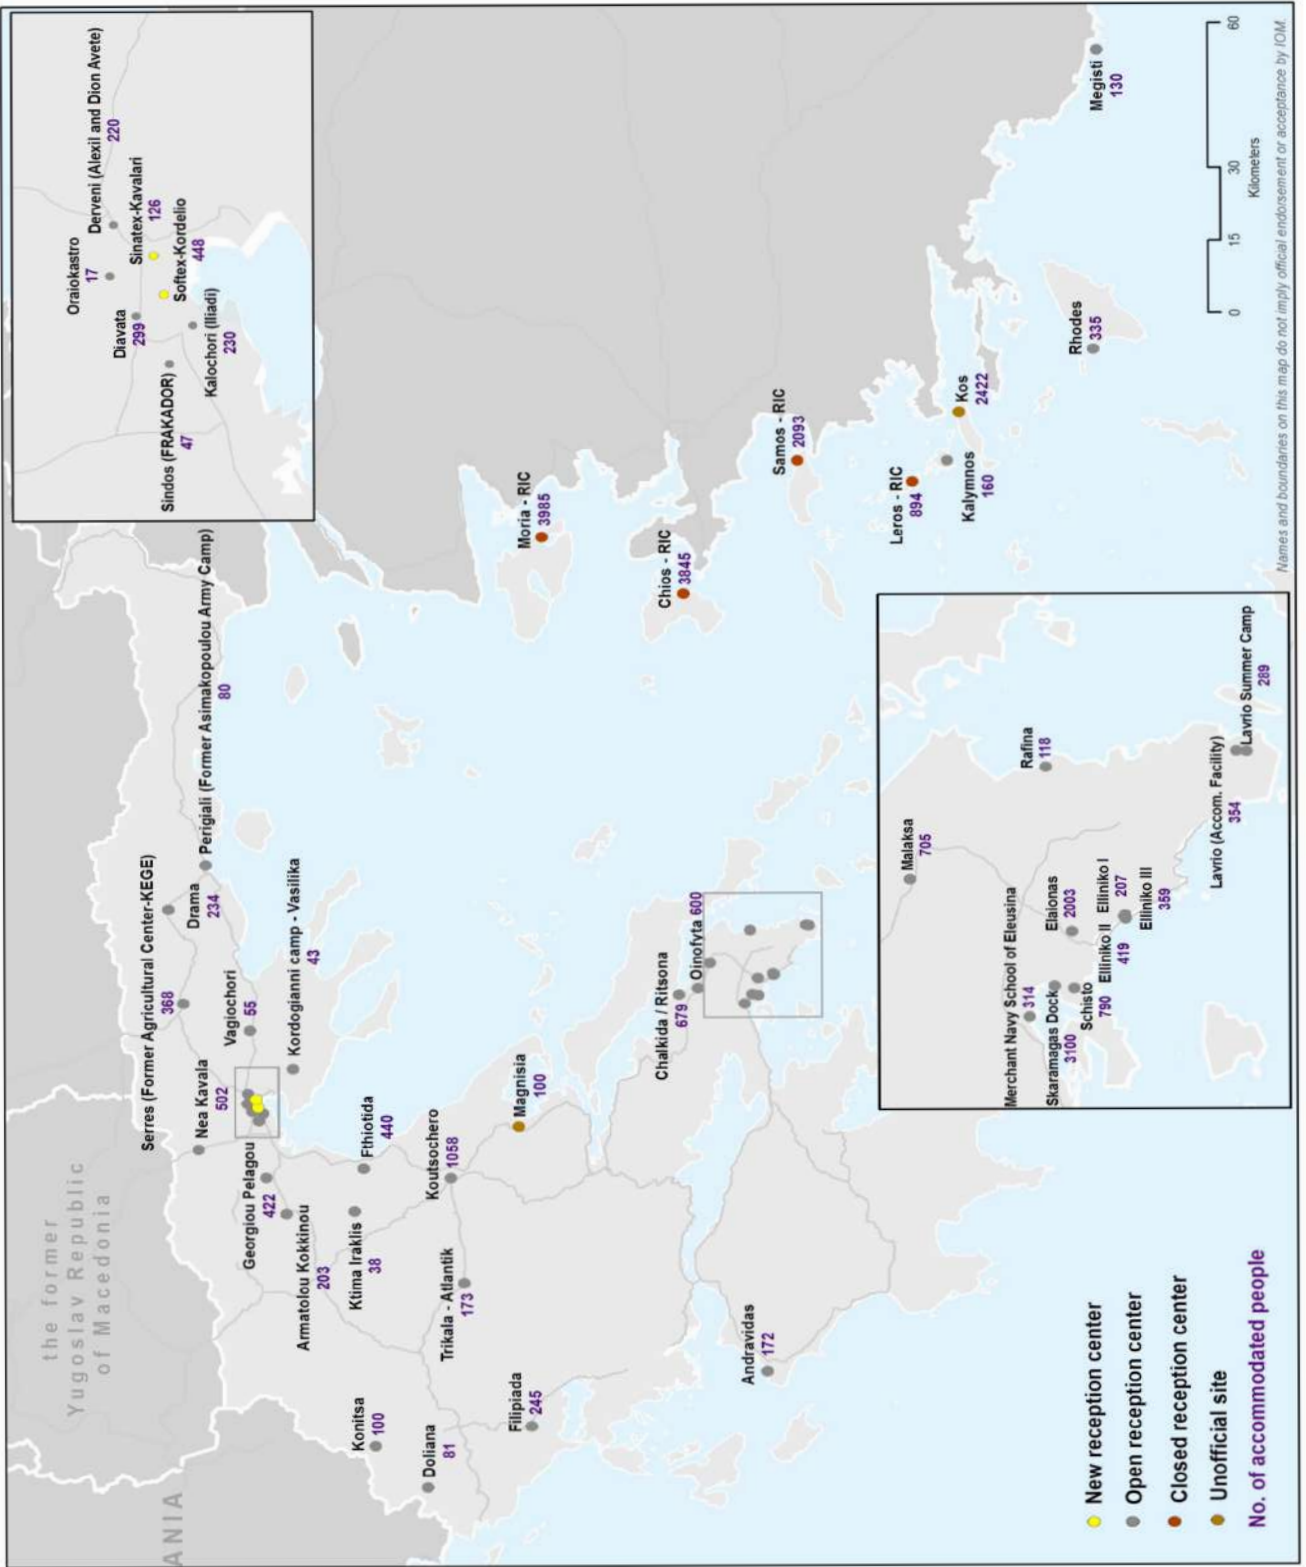 the former
Yugoslav Republic
of Macedonia
ANIA
Serres (Former Agricultural Center-KEGE)
368
Nea Kavala
502
Drama
234
Perigiali (Former Asimakopoulou Army Camp)
80
Vagiochori
55
Kordogianni camp - Vasilika
43
Georgiou Pelagou
422
Armatolou Kokkinou
203
Ktima Iraklis
38
Fthiotida
440
Koutsochero
1058
Trikala - Atlantik
173
Konitsa
100
Doliana
81
Filipiada
245
Magnisia
100
Chalkida / Ritsona
679
Oinofyta 600
Andravidas
172
Moria - RIC
3985
Chios - RIC
3845
Samos - RIC
2093
Leros - RIC
894
Kalymnos
160
Kos
2422
Rhodes
335
Megisti
130
Oraiokastro
17
Derveni (Alexil and Dion Avete)
220
Diavata
299
Sinatex-Kavalari
126
Softex-Kordelio
448
Sindos (FRAKADOR)
47
Kalochori (Iliadi)
230
Malaksa
705
Merchant Navy School of Eleusina
314
Skaramagas Dock
3100
Schisto
790
Elaionas
2003
Elliniko I
207
Elliniko II
419
Elliniko III
359
Rafina
118
Lavrio (Accom. Facility)
354
Lavrio Summer Camp
289
New reception center
Open reception center
Closed reception center
Unofficial site
No. of accommodated people
0 15 30 60
Kilometers
Names and boundaries on this map do not imply official endorsement or acceptance by IOM.